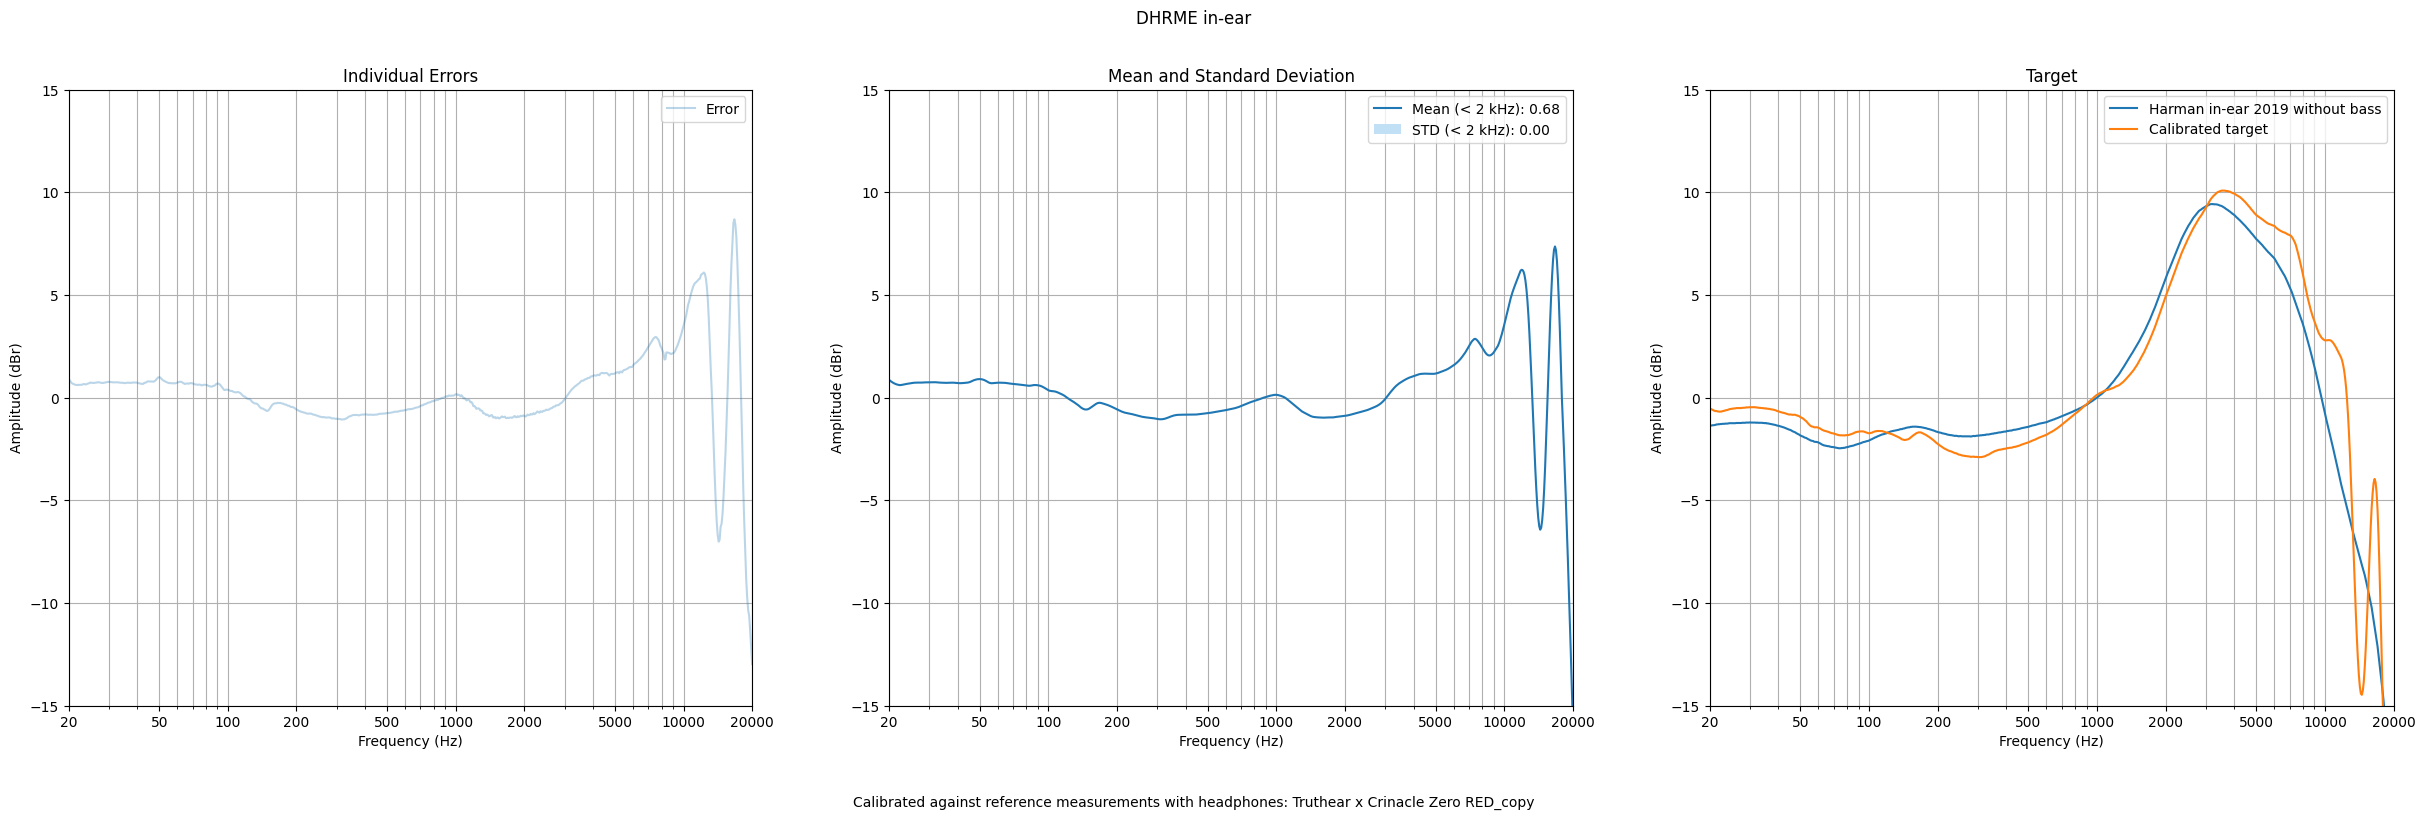 DHRME in-ear
Individual Errors
Error
15
10
5
0
−5
−10
−15
20 50 100 200 500 1000 2000 5000 10000 20000
Frequency (Hz)
Amplitude (dBr)
Mean and Standard Deviation
Mean (< 2 kHz): 0.68
STD (< 2 kHz): 0.00
15
10
5
0
−5
−10
−15
20 50 100 200 500 1000 2000 5000 10000 20000
Frequency (Hz)
Amplitude (dBr)
Target
Harman in-ear 2019 without bass
Calibrated target
15
10
5
0
−5
−10
−15
20 50 100 200 500 1000 2000 5000 10000 20000
Frequency (Hz)
Amplitude (dBr)
Calibrated against reference measurements with headphones: Truthear x Crinacle Zero RED_copy